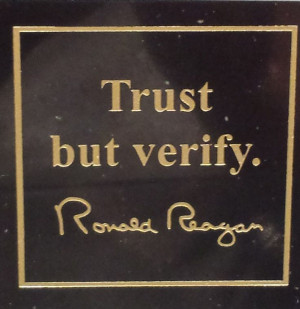 Trust
but verify.
Ronald Reagan